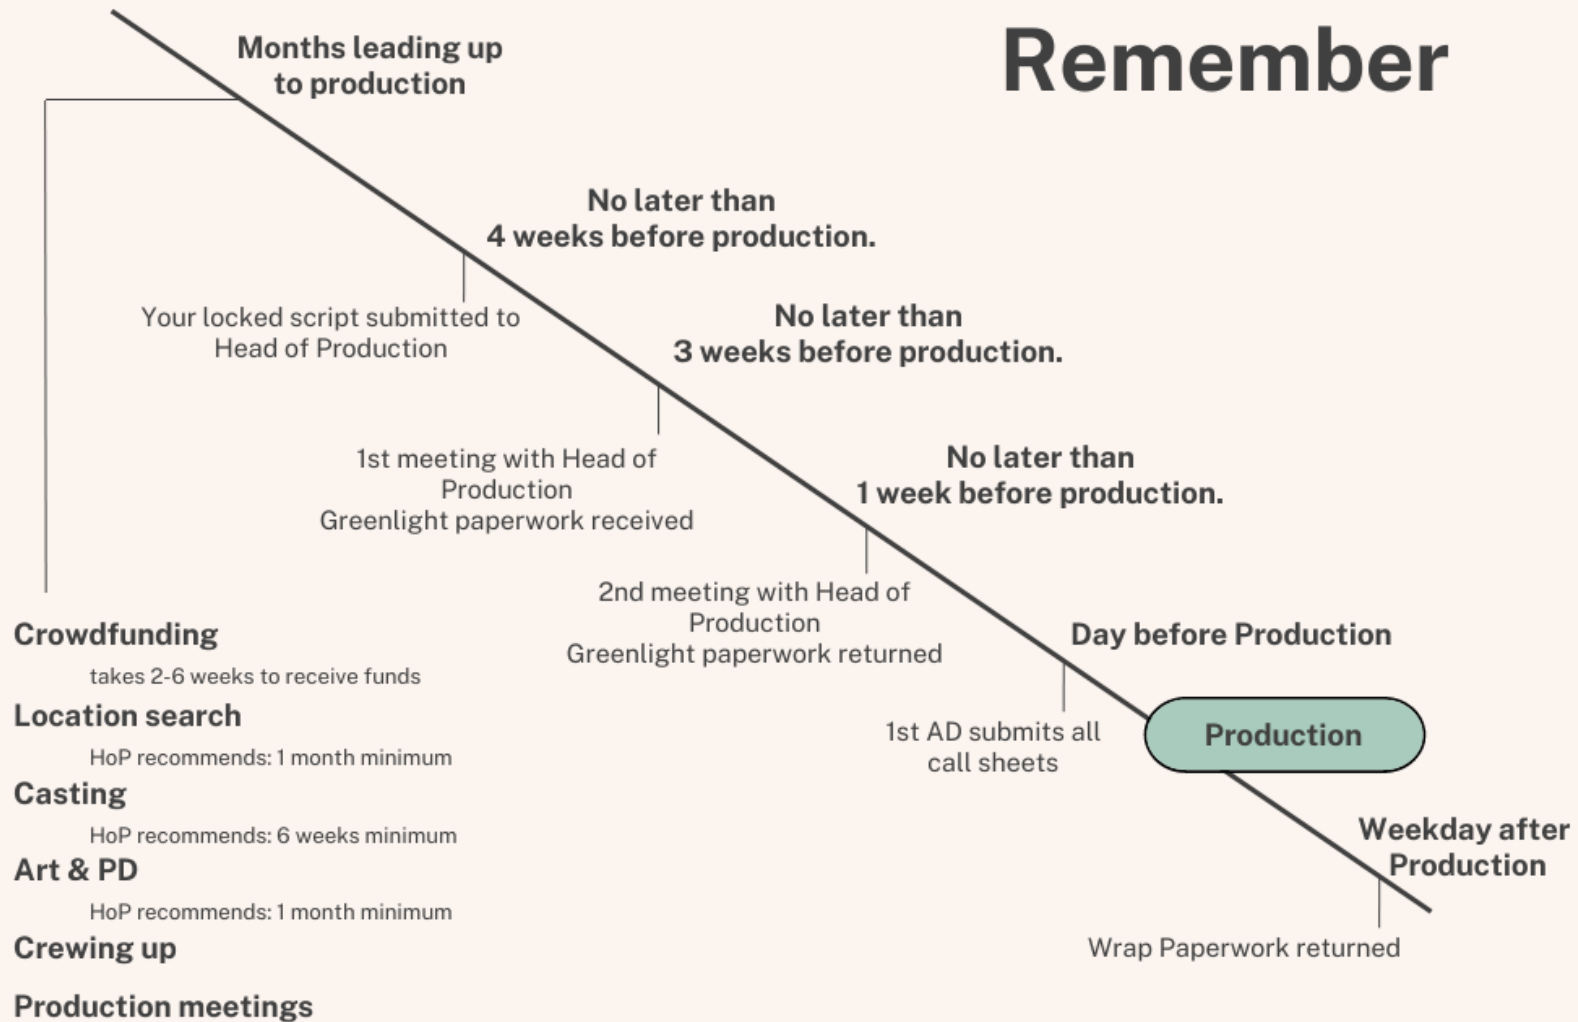 Remember
Months leading up
to production
No later than
4 weeks before production.
Your locked script submitted to
Head of Production
No later than
3 weeks before production.
1st meeting with Head of
Production
Greenlight paperwork received
No later than
1 week before production.
2nd meeting with Head of
Production
Greenlight paperwork returned
Day before Production
1st AD submits all
call sheets
Production
Weekday after
Production
Wrap Paperwork returned
Crowdfunding
takes 2-6 weeks to receive funds
Location search
HoP recommends: 1 month minimum
Casting
HoP recommends: 6 weeks minimum
Art & PD
HoP recommends: 1 month minimum
Crewing up
Production meetings